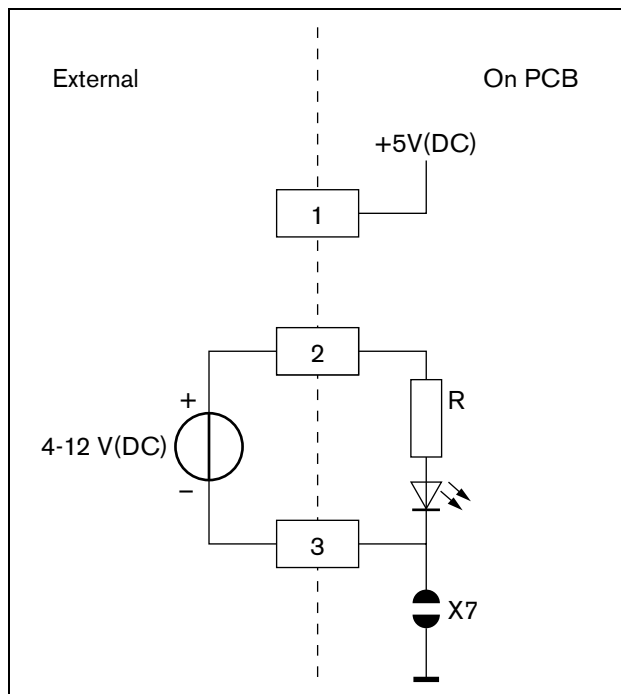 External
On PCB
+5V(DC)
1
2
+
R
4-12 V(DC)
–
3
X7